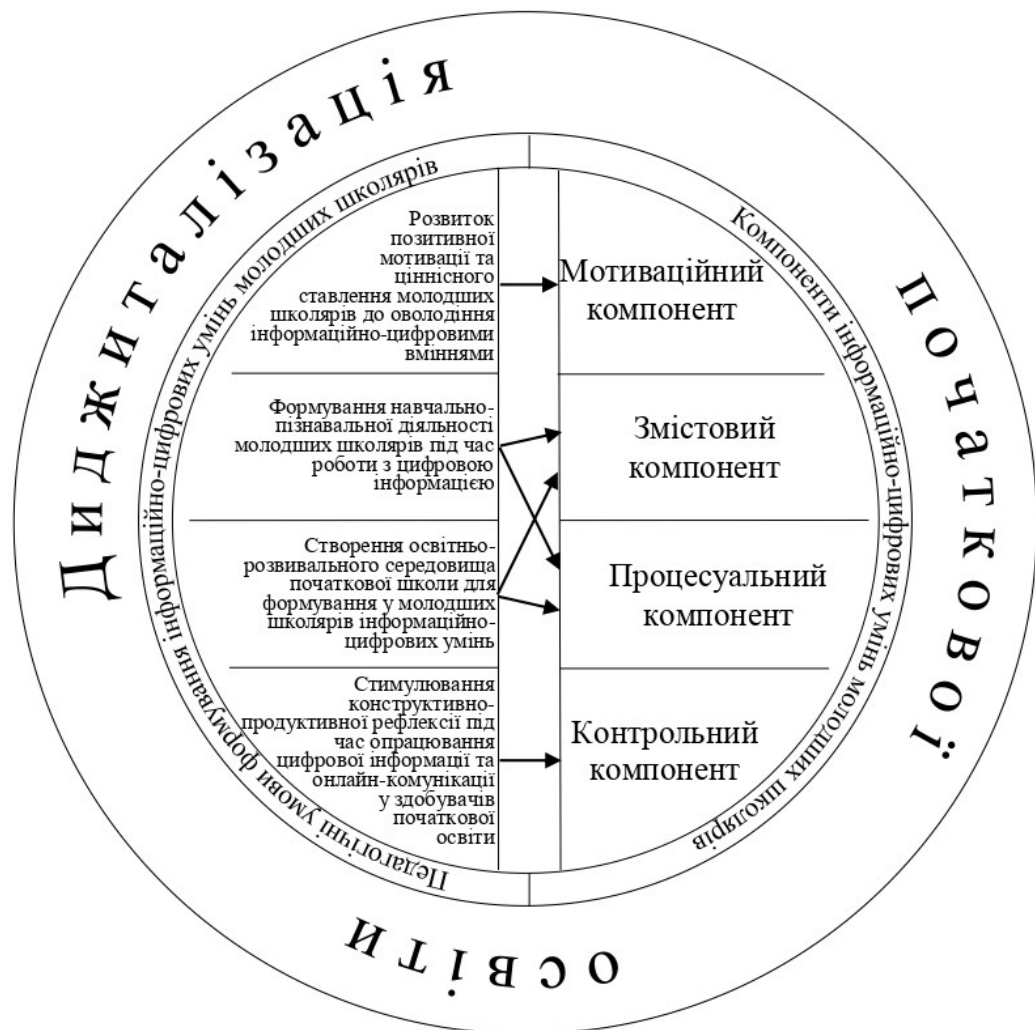 Диджиталізація
початкової
освіти
Педагогічні умови формування інформаційно-цифрових умінь молодших школярів
Компоненти інформаційно-цифрових умінь молодших школярів
Розвиток
позитивної
мотивації та
ціннісного
ставлення молодших
школярів до оволодіння
інформаційно-цифровими
вміннями
Мотиваційний
компонент
Формування навчально-
пізнавальної діяльності
молодших школярів під час
роботи з цифровою
інформацією
Змістовий
компонент
Створення освітньо-
розвивального середовища
початкової школи для
формування у молодших
школярів інформаційно-
цифрових умінь
Процесуальний
компонент
Стимулювання
конструктивно-
продуктивної рефлексії під
час опрацювання
цифрової інформації та
онлайн-комунікації
у здобувачів
початкової
освіти
Контрольний
компонент